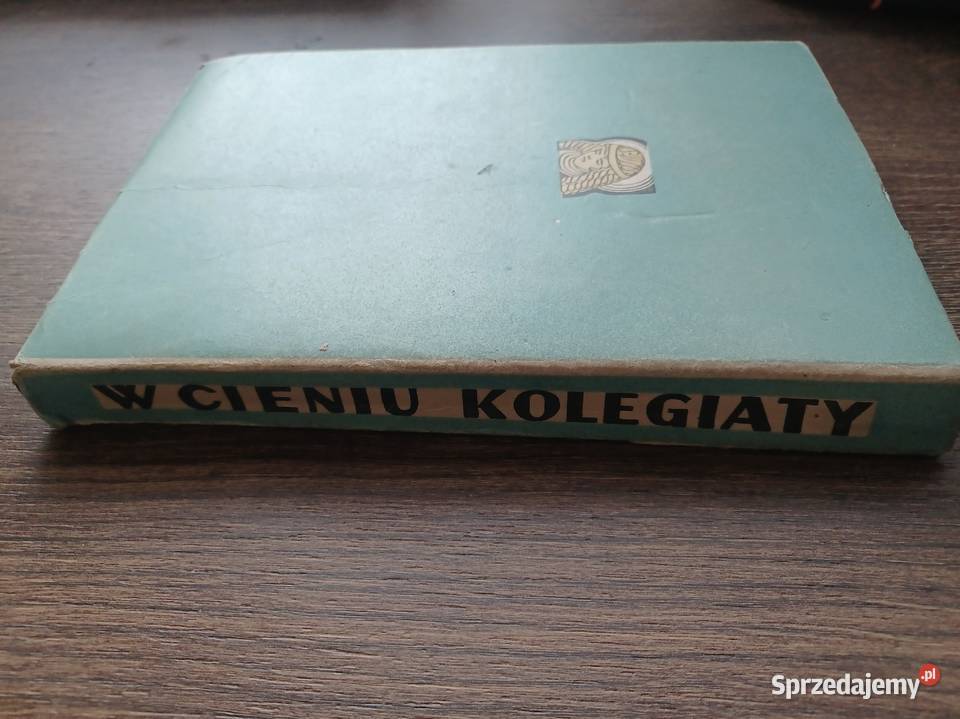 W CIENIU KOLEGIATY
Sprzedajemy.pl